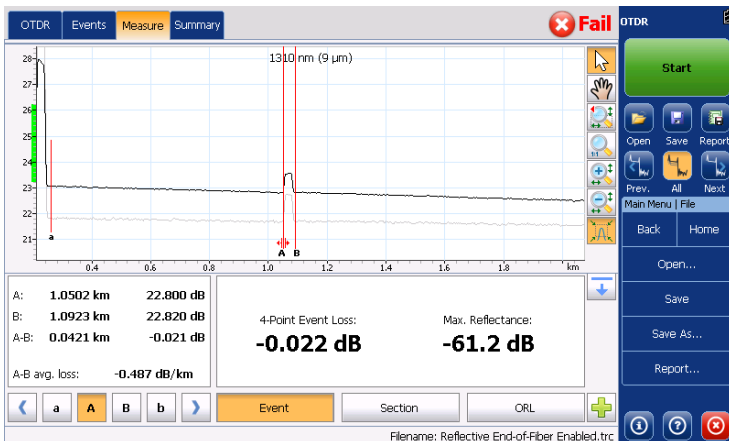 OTDR Events Measure Summary Fail OTDR
1310 nm (9 µm)
28
27
26
25
24
23
22
21
a
A B
0.4 0.6 0.8 1.0 1.2 1.4 1.6 1.8 km
A: 1.0502 km 22.800 dB
B: 1.0923 km 22.820 dB
A-B: 0.0421 km -0.021 dB
A-B avg. loss: -0.487 dB/km
4-Point Event Loss: Max. Reflectance:
-0.022 dB -61.2 dB
a A B b Event Section ORL
Filename: Reflective End-of-Fiber Enabled.trc
1:1
Start
Open Save Report
Prev. All Next
Main Menu | File
Back Home
Open...
Save
Save As...
Report...